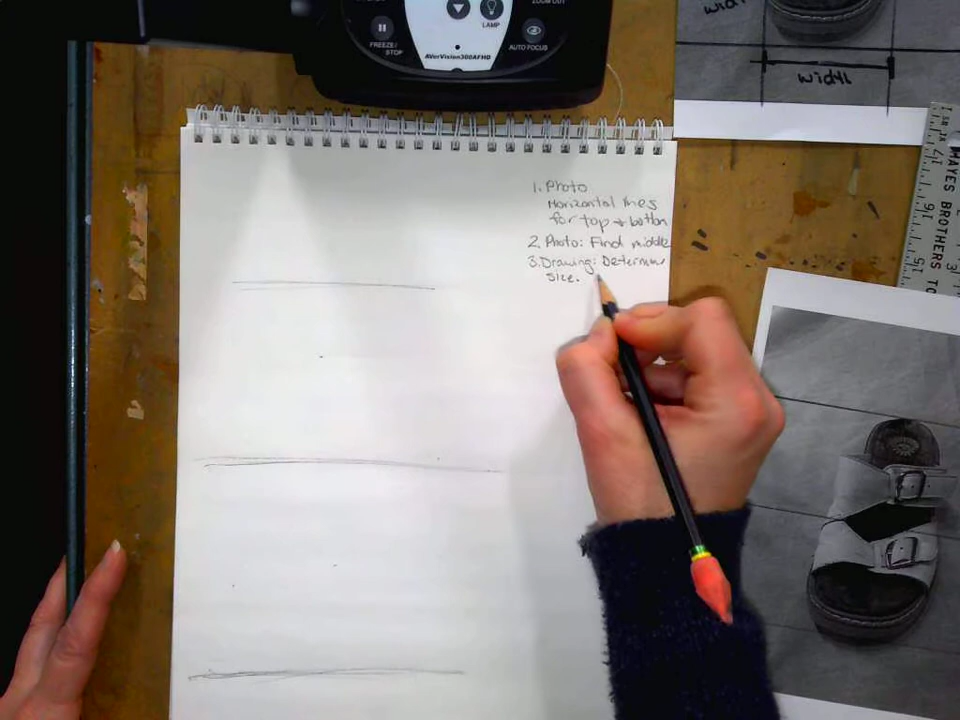 ZOOM OUT
LAMP
FREEZE/
STOP
AUTO FOCUS
AVerVision300AFHD
width
1. Photo
Horizontal lines
for top + bottom
2. Photo: Find middle
3. Drawing: Determine
Size.
HAYES BROTHERS